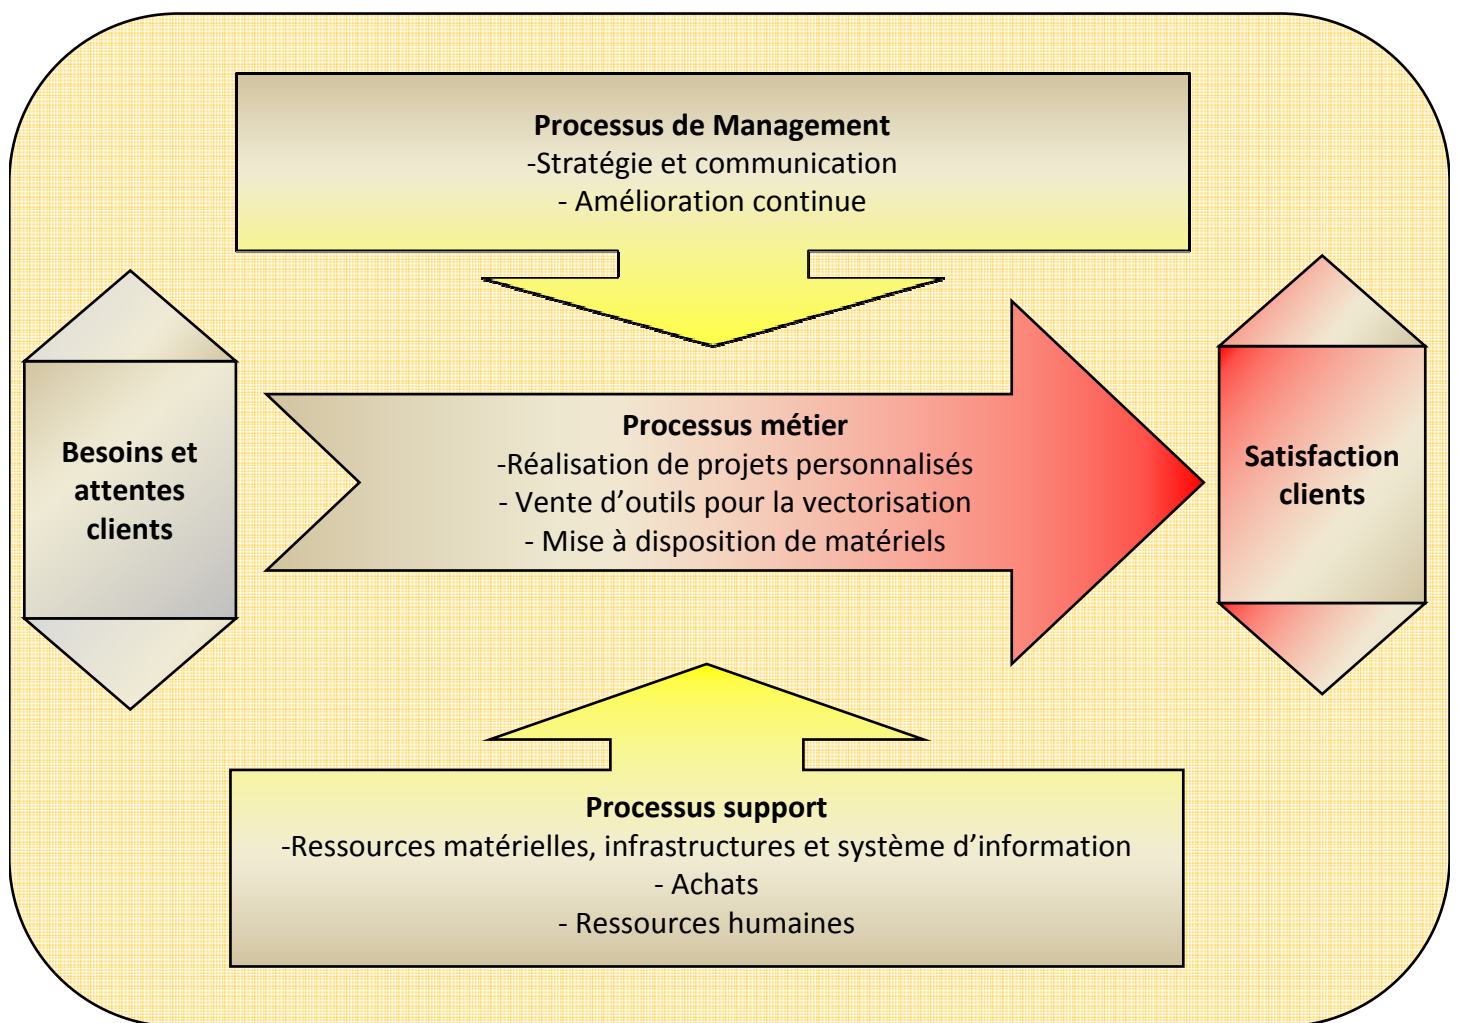 Processus de Management
-Stratégie et communication
- Amélioration continue
Besoins et
attentes
clients
Processus métier
-Réalisation de projets personnalisés
- Vente d’outils pour la vectorisation
- Mise à disposition de matériels
Satisfaction
clients
Processus support
-Ressources matérielles, infrastructures et système d’information
- Achats
- Ressources humaines